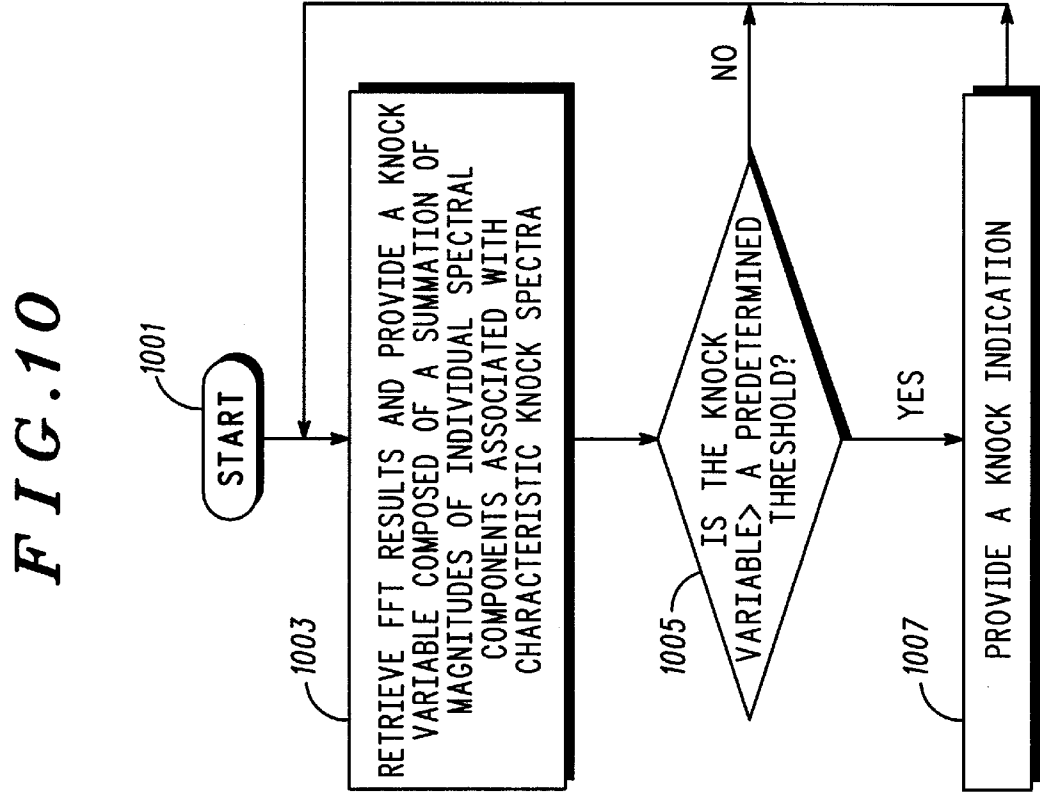 FIG.10
1001
START
1003
RETRIEVE FFT RESULTS AND PROVIDE A KNOCK
VARIABLE COMPOSED OF A SUMMATION OF
MAGNITUDES OF INDIVIDUAL SPECTRAL
COMPONENTS ASSOCIATED WITH
CHARACTERISTIC KNOCK SPECTRA
1005
IS THE KNOCK
VARIABLE> A PREDETERMINED
THRESHOLD?
NO
YES
1007
PROVIDE A KNOCK INDICATION